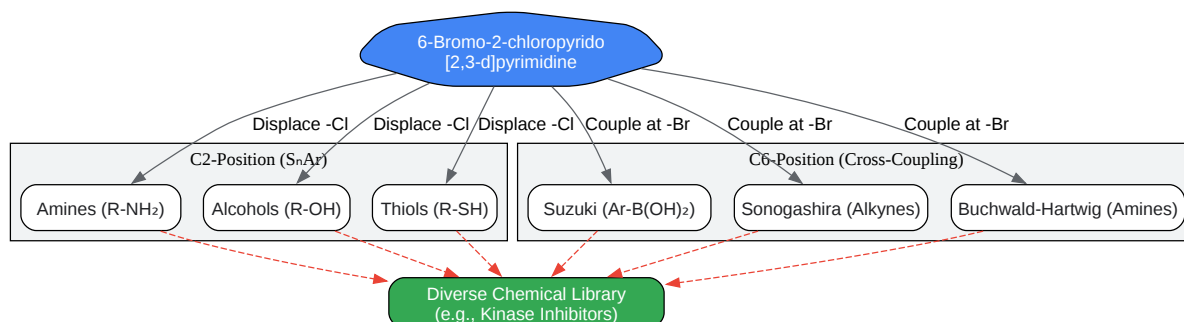 6-Bromo-2-chloropyrido
[2,3-d]pyrimidine
Displace -Cl
Displace -Cl
Displace -Cl
Couple at -Br
Couple at -Br
Couple at -Br
C2-Position (SₙAr)
C6-Position (Cross-Coupling)
Amines (R-NH₂)
Alcohols (R-OH)
Thiols (R-SH)
Suzuki (Ar-B(OH)₂)
Sonogashira (Alkynes)
Buchwald-Hartwig (Amines)
Diverse Chemical Library
(e.g., Kinase Inhibitors)